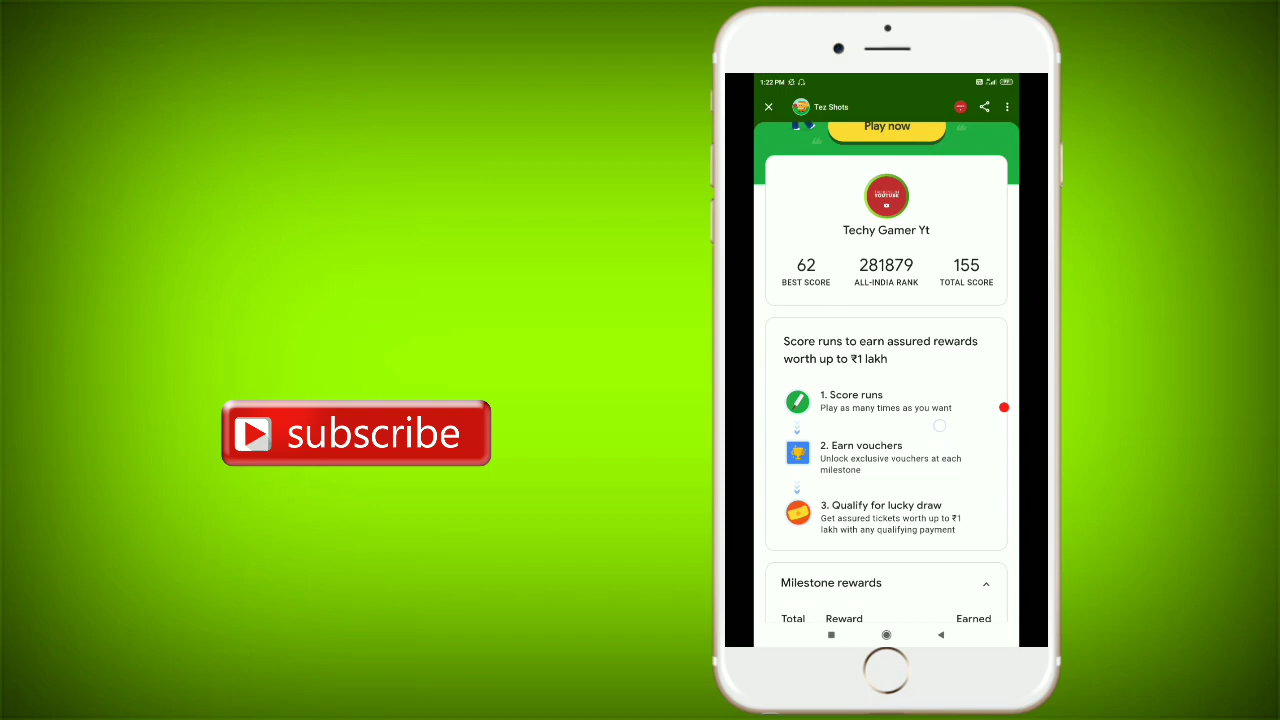 1:22 PM
Tez Shots
Play now
YOUTUBE
Techy Gamer Yt
62 281879 155
BEST SCORE ALL-INDIA RANK TOTAL SCORE
Score runs to earn assured rewards
worth up to ₹1 lakh
1. Score runs
Play as many times as you want
2. Earn vouchers
Unlock exclusive vouchers at each
milestone
3. Qualify for lucky draw
Get assured tickets worth up to ₹1
lakh with any qualifying payment
Milestone rewards
Total Reward Earned
subscribe